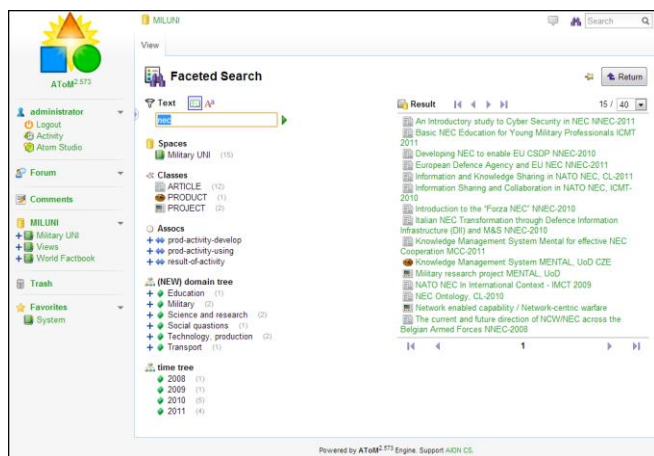 MILUNI
Search
View
AToM2.573
Faceted Search
Return
administrator
Logout
Activity
Atom Studio
Forum
Comments
MILUNI
Military UNI
Views
World Factbook
Trash
Favorites
System
Text
nec
Spaces
Military UNI (15)
Classes
ARTICLE (12)
PRODUCT (1)
PROJECT (2)
Assocs
prod-activity-develop
prod-activity-using
result-of-activity
(NEW) domain tree
Education (1)
Military (2)
Science and research (2)
Social quastions (1)
Technology, production (2)
Transport (1)
time tree
2008 (1)
2009 (1)
2010 (5)
2011 (4)
Result
15 / 40
An Introductory study to Cyber Security in NEC NNEC-2011
Basic NEC Education for Young Military Professionals ICMT
2011
Developing NEC to enable EU CSDP NNEC-2010
European Defence Agency and EU NEC NNEC-2011
Information and Knowledge Sharing in NATO NEC, CL-2011
Information Sharing and Collaboration in NATO NEC, ICMT-
2010
Introduction to the "Forza NEC" NNEC-2010
Italian NEC Transformation through Defence Information
Infrastructure (DII) and M&S NNEC-2010
Knowledge Management System Mental for effective NEC
Cooperation MCC-2011
Knowledge Management System MENTAL, UoD CZE
Military research project MENTAL, UoD
NATO NEC In International Context - IMCT 2009
NEC Ontology, CL-2010
Network enabled capability / Network-centric warfare
The current and future direction of NCW/NEC across the
Belgian Armed Forces NNEC-2008
1
Powered by AToM2.573 Engine. Support AION CS.